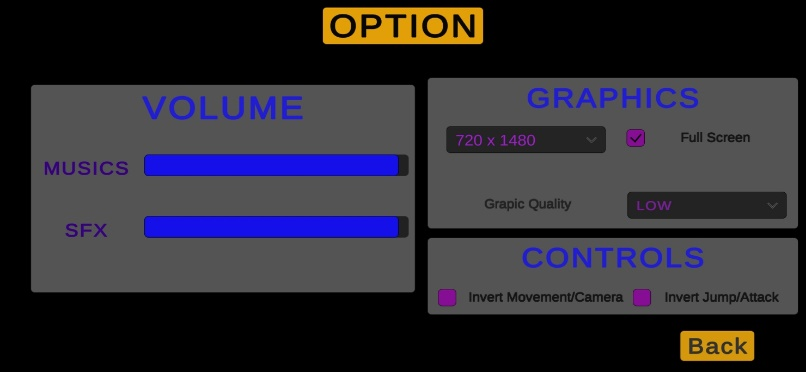 OPTION
VOLUME
MUSICS
SFX
GRAPHICS
720 x 1480
Full Screen
Grapic Quality
LOW
CONTROLS
Invert Movement/Camera
Invert Jump/Attack
Back